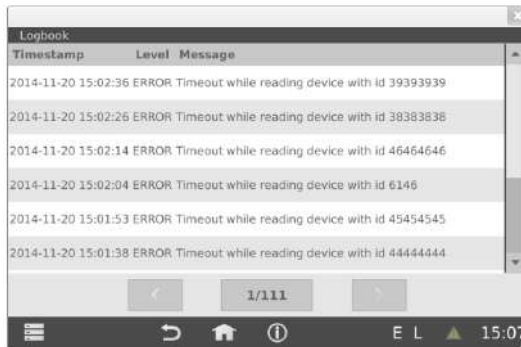 Logbook
Timestamp Level Message
2014-11-20 15:02:36 ERROR Timeout while reading device with id 39393939
2014-11-20 15:02:26 ERROR Timeout while reading device with id 38383838
2014-11-20 15:02:14 ERROR Timeout while reading device with id 46464646
2014-11-20 15:02:04 ERROR Timeout while reading device with id 6146
2014-11-20 15:01:53 ERROR Timeout while reading device with id 45454545
2014-11-20 15:01:38 ERROR Timeout while reading device with id 44444444
1/111
E L 15:07